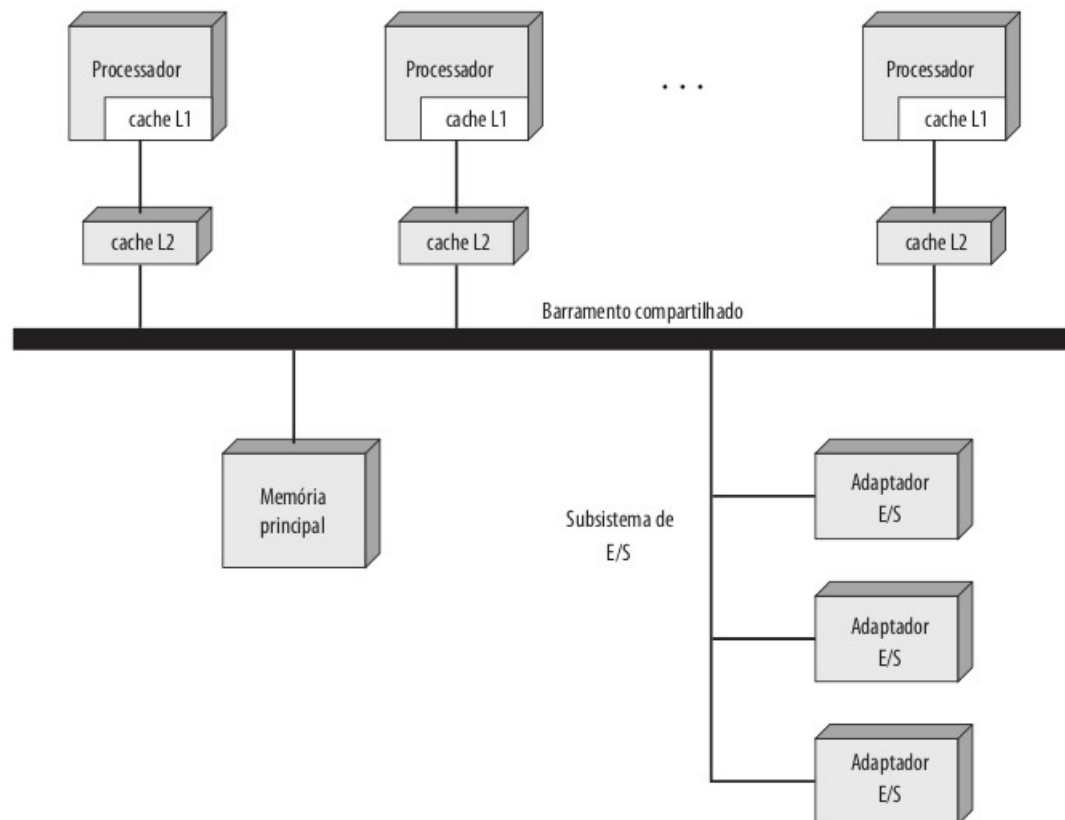 Processador
cache L1
Processador
cache L1
. . .
Processador
cache L1
cache L2
cache L2
cache L2
Barramento compartilhado
Memória
principal
Subsistema de
E/S
Adaptador
E/S
Adaptador
E/S
Adaptador
E/S